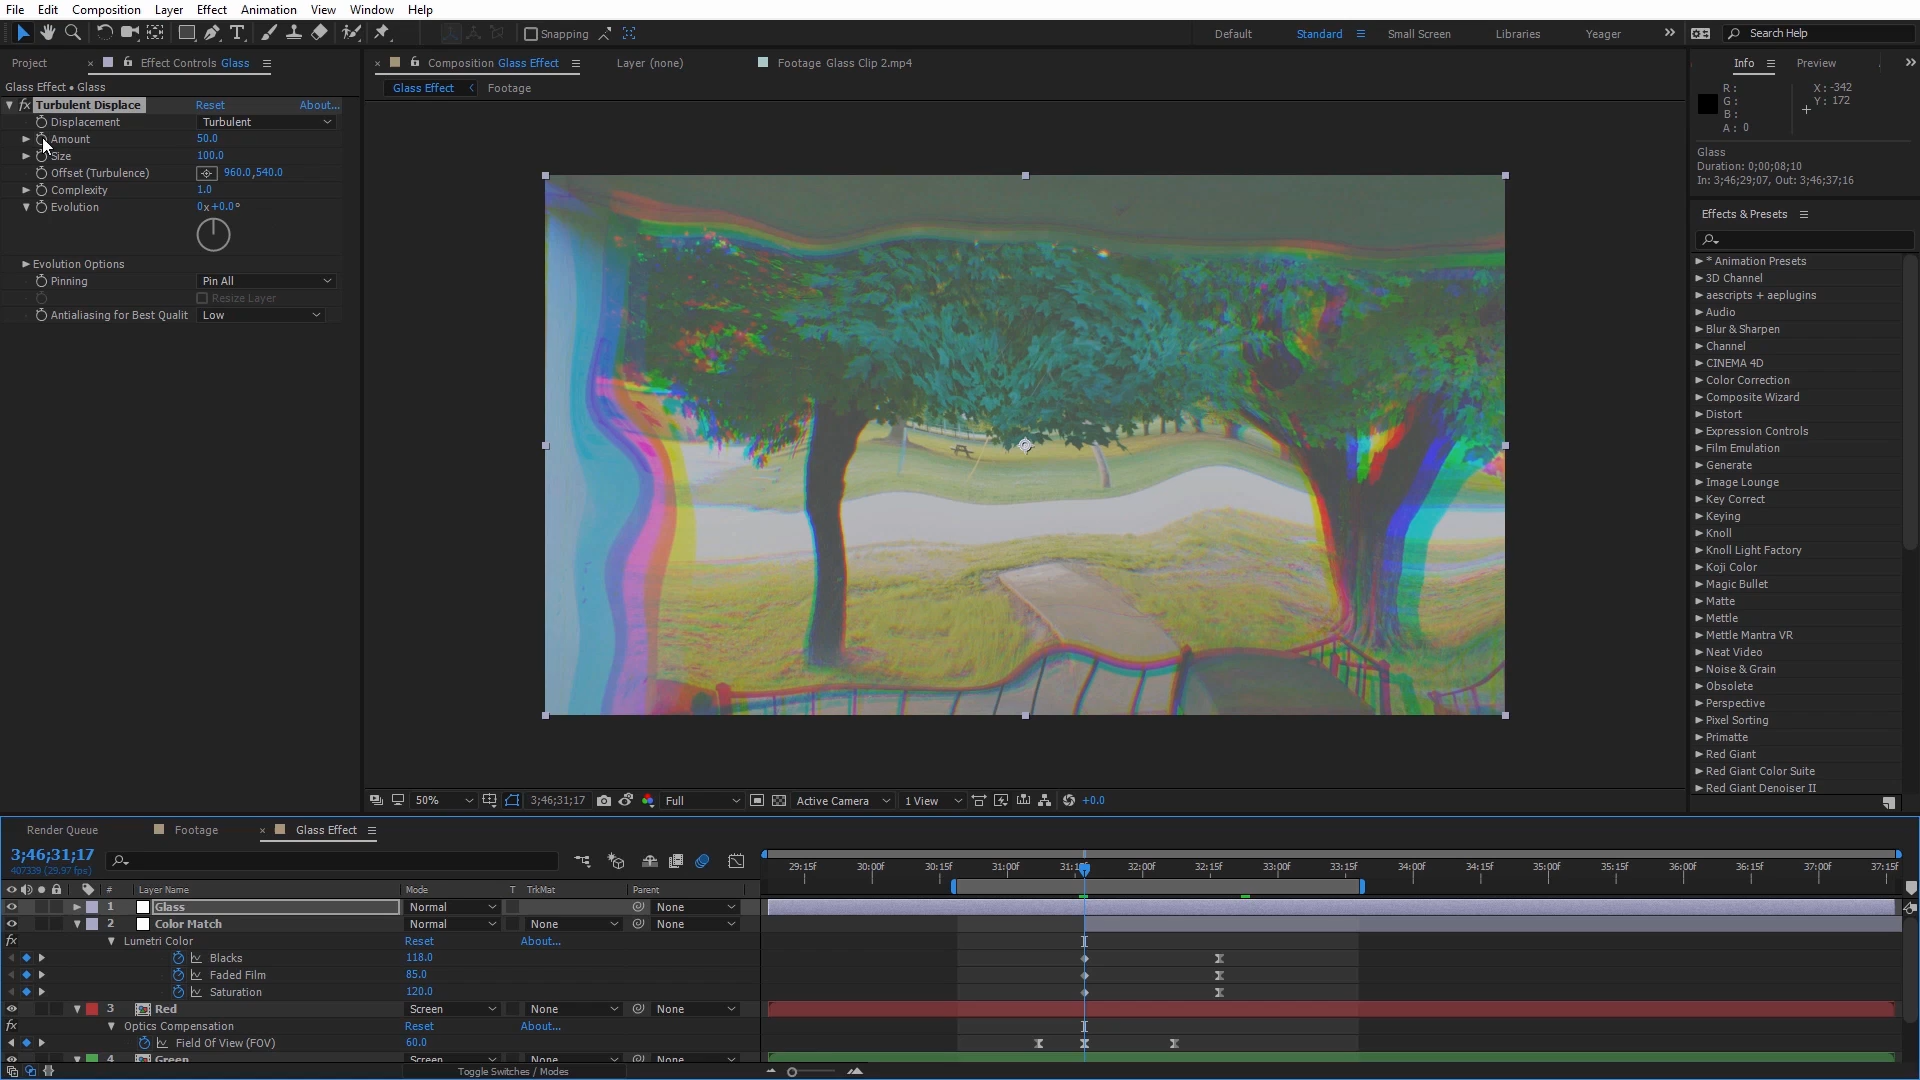 File Edit Composition Layer Effect Animation View Window Help
Snapping
Default Standard Small Screen Libraries Yeager Search Help
Project Effect Controls Glass
Composition Glass Effect Layer (none) Footage Glass Clip 2.mp4
Info Preview
Glass Effect • Glass
Glass Effect Footage
Turbulent Displace Reset About...
Displacement Turbulent
Amount 50.0
Size 100.0
Offset (Turbulence) 960.0,540.0
Complexity 1.0
Evolution 0x+0.0°
Evolution Options
Pinning Pin All
Resize Layer
Antialiasing for Best Qualit Low
R: X: -342
G: Y: 172
B:
A: 0
Glass
Duration: 0;00;08;10
In: 3;46;29;07, Out: 3;46;37;16
Effects & Presets
* Animation Presets
3D Channel
aescripts + aeplugins
Audio
Blur & Sharpen
Channel
CINEMA 4D
Color Correction
Composite Wizard
Distort
Expression Controls
Film Emulation
Generate
Image Lounge
Key Correct
Keying
Knoll
Knoll Light Factory
Koji Color
Magic Bullet
Matte
Mettle
Mettle Mantra VR
Neat Video
Noise & Grain
Obsolete
Perspective
Pixel Sorting
Primatte
Red Giant
Red Giant Color Suite
Red Giant Denoiser II
50% 3;46;31;17 Full Active Camera 1 View +0.0
Render Queue Footage Glass Effect
3;46;31;17
407339 (29.97 fps)
29:15f 30:00f 30:15f 31:00f 31:15f 32:00f 32:15f 33:00f 33:15f 34:00f 34:15f 35:00f 35:15f 36:00f 36:15f 37:00f 37:15f
# Layer Name Mode T TrkMat Parent
1 Glass Normal None
2 Color Match Normal None None
fx Lumetri Color Reset About...
Blacks 118.0
Faded Film 85.0
Saturation 120.0
3 Red Screen None None
fx Optics Compensation Reset About...
Field Of View (FOV) 60.0
4 Green Screen None None
Toggle Switches / Modes